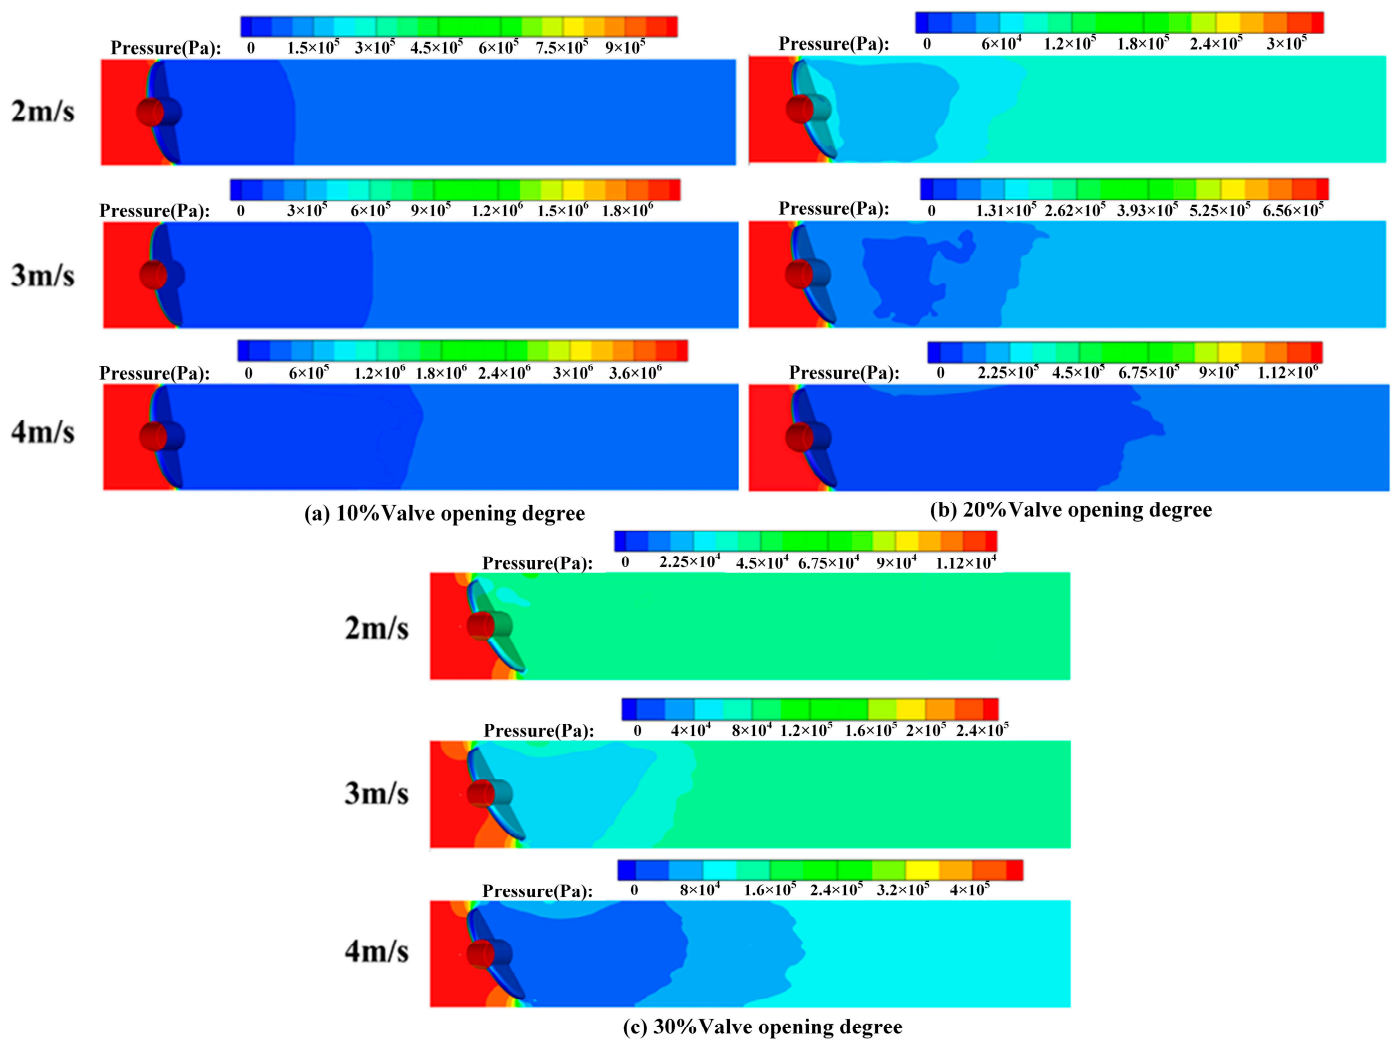 0 1.5×10⁵ 3×10⁵ 4.5×10⁵ 6×10⁵ 7.5×10⁵ 9×10⁵
Pressure(Pa):
2m/s
0 3×10⁵ 6×10⁵ 9×10⁵ 1.2×10⁶ 1.5×10⁶ 1.8×10⁶
Pressure(Pa):
3m/s
0 6×10⁵ 1.2×10⁶ 1.8×10⁶ 2.4×10⁶ 3×10⁶ 3.6×10⁶
Pressure(Pa):
4m/s
(a) 10%Valve opening degree
0 6×10⁴ 1.2×10⁵ 1.8×10⁵ 2.4×10⁵ 3×10⁵
Pressure(Pa):
0 1.31×10⁵ 2.62×10⁵ 3.93×10⁵ 5.25×10⁵ 6.56×10⁵
Pressure(Pa):
0 2.25×10⁵ 4.5×10⁵ 6.75×10⁵ 9×10⁵ 1.12×10⁶
Pressure(Pa):
(b) 20%Valve opening degree
0 2.25×10⁴ 4.5×10⁴ 6.75×10⁴ 9×10⁴ 1.12×10⁴
Pressure(Pa):
2m/s
0 4×10⁴ 8×10⁴ 1.2×10⁵ 1.6×10⁵ 2×10⁵ 2.4×10⁵
Pressure(Pa):
3m/s
0 8×10⁴ 1.6×10⁵ 2.4×10⁵ 3.2×10⁵ 4×10⁵
Pressure(Pa):
4m/s
(c) 30%Valve opening degree